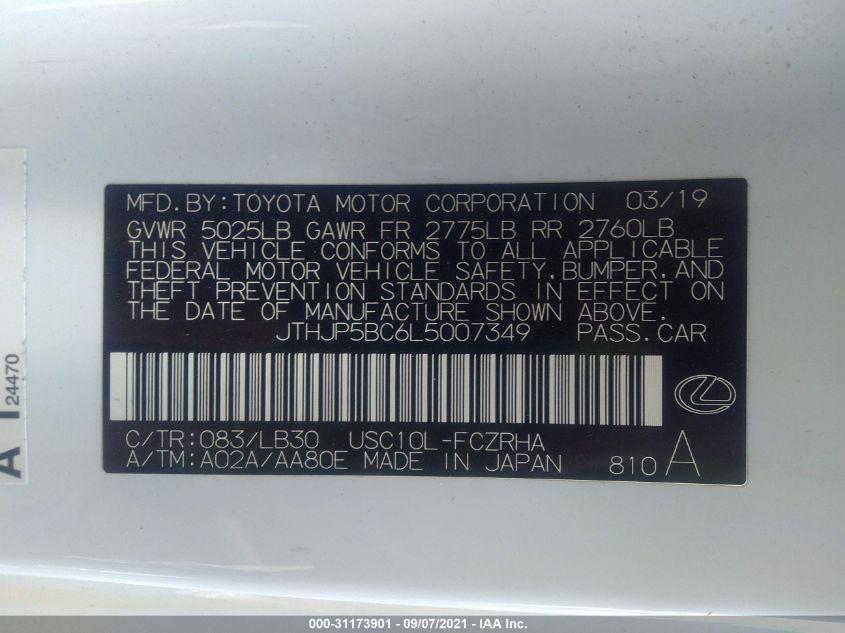 MFD.BY:TOYOTA MOTOR CORPORATION 03/19
GVWR 5025LB GAWR FR 2775LB RR 2760LB
THIS VEHICLE CONFORMS TO ALL APPLICABLE
FEDERAL MOTOR VEHICLE SAFETY,BUMPER,AND
THEFT PREVENTION STANDARDS IN EFFECT ON
THE DATE OF MANUFACTURE SHOWN ABOVE.
JTHJP5BC6L5007349 PASS.CAR
C/TR:083/LB30 USC10L-FCZRHA
A/TM:A02A/AA80E MADE IN JAPAN 810 A
24470
000-31173901 - 09/07/2021 - IAA Inc.